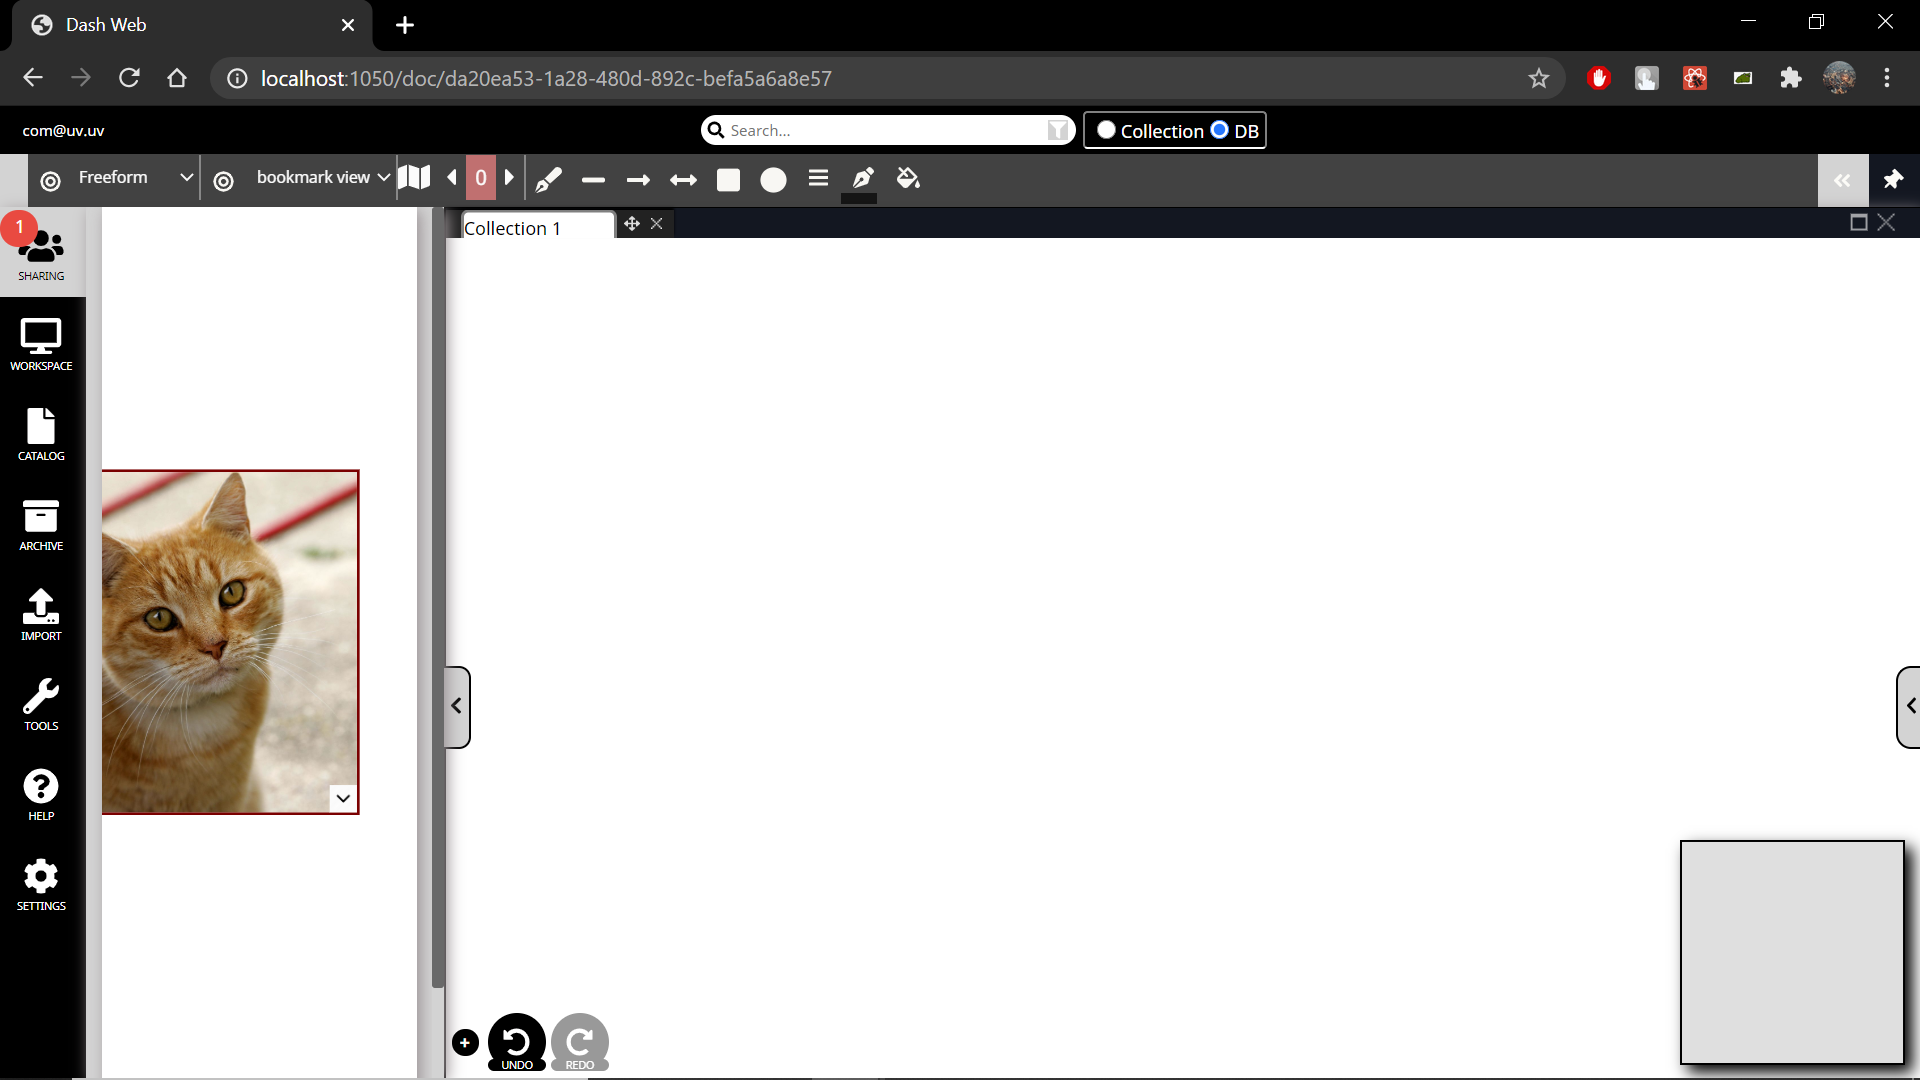 Dash Web
localhost:1050/doc/da20ea53-1a28-480d-892c-befa5a6a8e57
com@uv.uv
Search...
Collection
DB
Freeform
bookmark view
0
1
SHARING
Collection 1
WORKSPACE
CATALOG
ARCHIVE
IMPORT
TOOLS
HELP
SETTINGS
UNDO
REDO